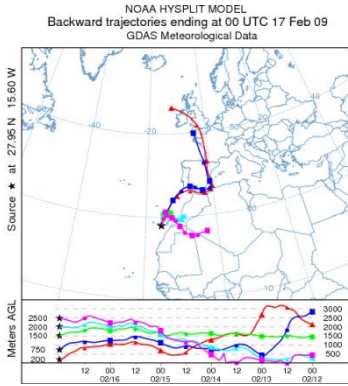 NOAA HYSPLIT MODEL
Backward trajectories ending at 00 UTC 17 Feb 09
GDAS Meteorological Data
Source ★ at 27.95 N 15.60 W
-40
-20
Meters AGL
2500
2000
1500
750
200
3000
2500
2000
1500
1000
500
12 00 12 00 12 00 12 00 12 00
02/16 02/15 02/14 02/13 02/12